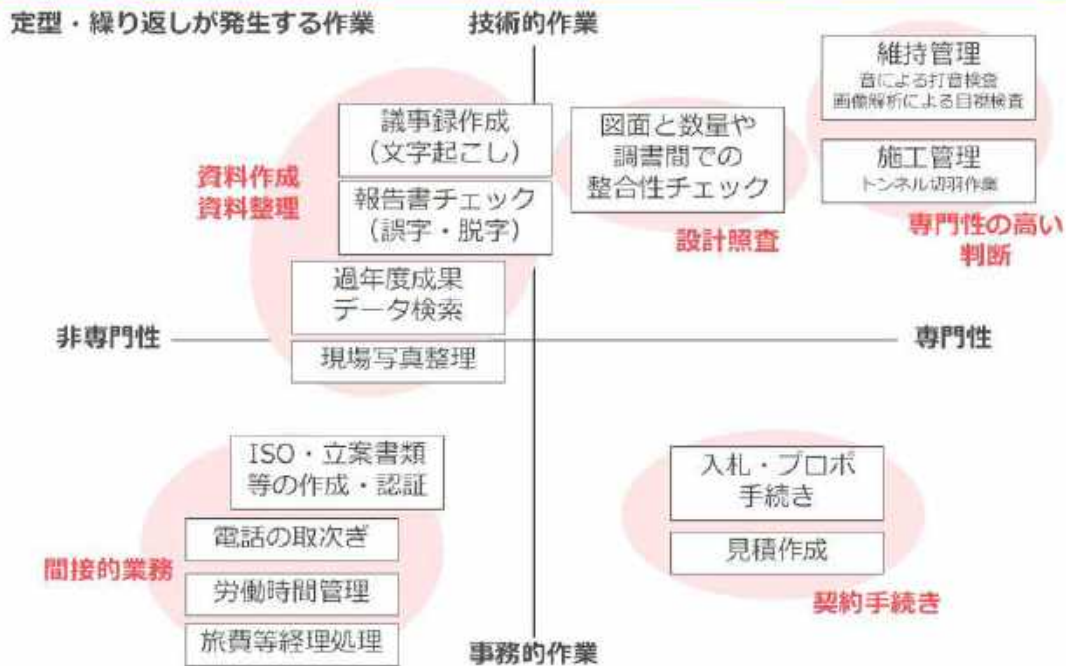 定型・繰り返しが発生する作業
技術的作業
維持管理
音による打音検査
画像解析による目視検査
議事録作成
(文字起こし)
図面と数量や
調書間での
整合性チェック
施工管理
トンネル切羽作業
資料作成
資料整理
報告書チェック
(誤字・脱字)
設計照査
専門性の高い
判断
過年度成果
データ検索
非専門性
専門性
現場写真整理
ISO・立案書類
等の作成・認証
入札・プロポ
手続き
電話の取次ぎ
見積作成
間接的業務
労働時間管理
契約手続き
旅費等経理処理
事務的作業